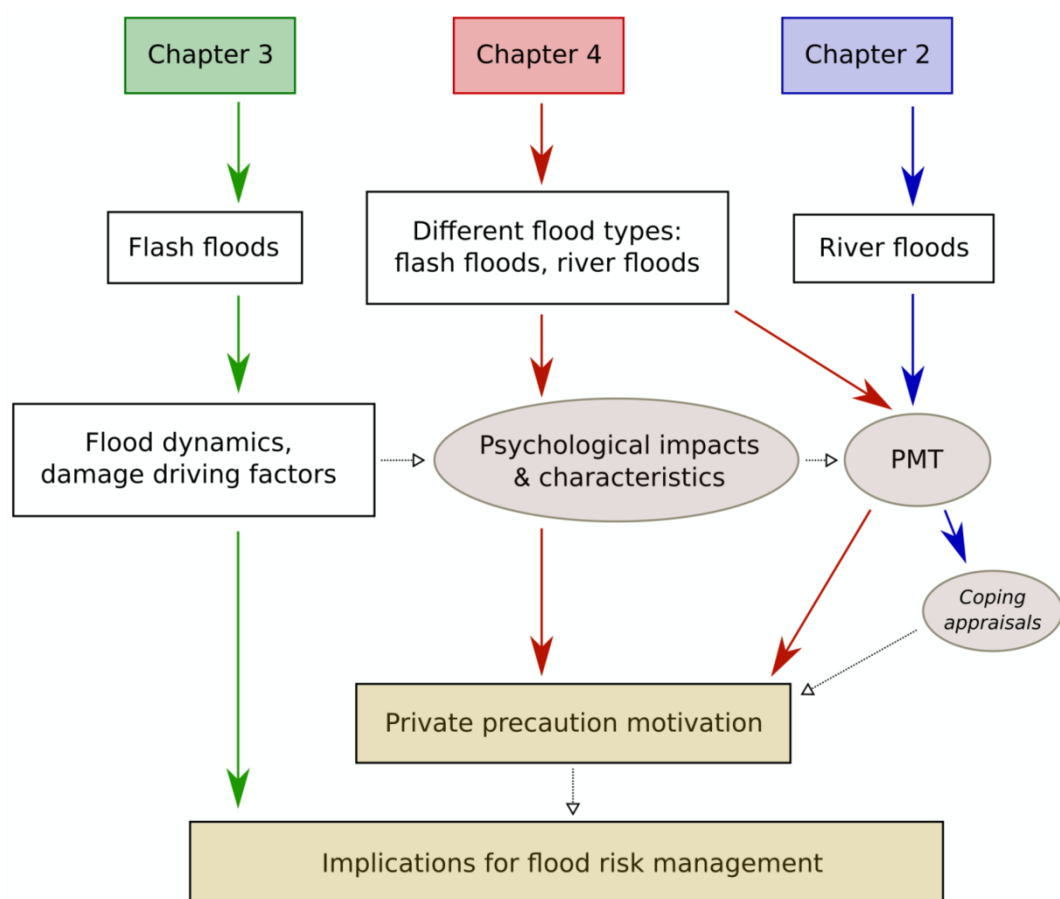 Chapter 3
Chapter 4
Chapter 2
Flash floods
Different flood types:
flash floods, river floods
River floods
Flood dynamics,
damage driving factors
Psychological impacts
& characteristics
PMT
Coping
appraisals
Private precaution motivation
Implications for flood risk management